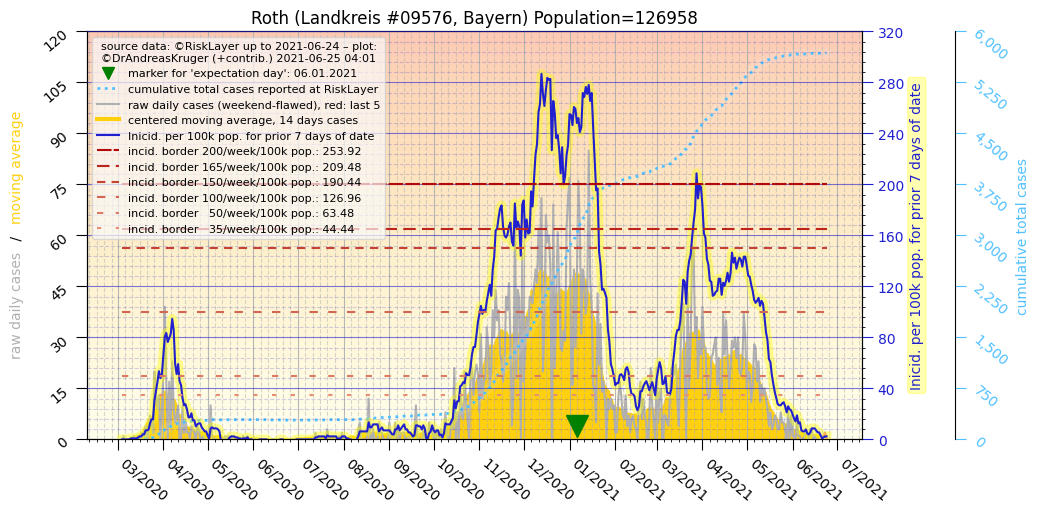 Roth (Landkreis #09576, Bayern) Population=126958
source data: ©RiskLayer up to 2021-06-24 – plot:
©DrAndreasKruger (+contrib.) 2021-06-25 04:01
marker for 'expectation day': 06.01.2021
cumulative total cases reported at RiskLayer
raw daily cases (weekend-flawed), red: last 5
centered moving average, 14 days cases
Inicid. per 100k pop. for prior 7 days of date
incid. border 200/week/100k pop.: 253.92
incid. border 165/week/100k pop.: 209.48
incid. border 150/week/100k pop.: 190.44
incid. border 100/week/100k pop.: 126.96
incid. border   50/week/100k pop.: 63.48
incid. border   35/week/100k pop.: 44.44
raw daily cases / moving average
120
105
90
75
60
45
30
15
0
320
280
240
200
160
120
80
40
0
Inicid. per 100k pop. for prior 7 days of date
6,000
5,250
4,500
3,750
3,000
2,250
1,500
750
0
cumulative total cases
03/2020
04/2020
05/2020
06/2020
07/2020
08/2020
09/2020
10/2020
11/2020
12/2020
01/2021
02/2021
03/2021
04/2021
05/2021
06/2021
07/2021